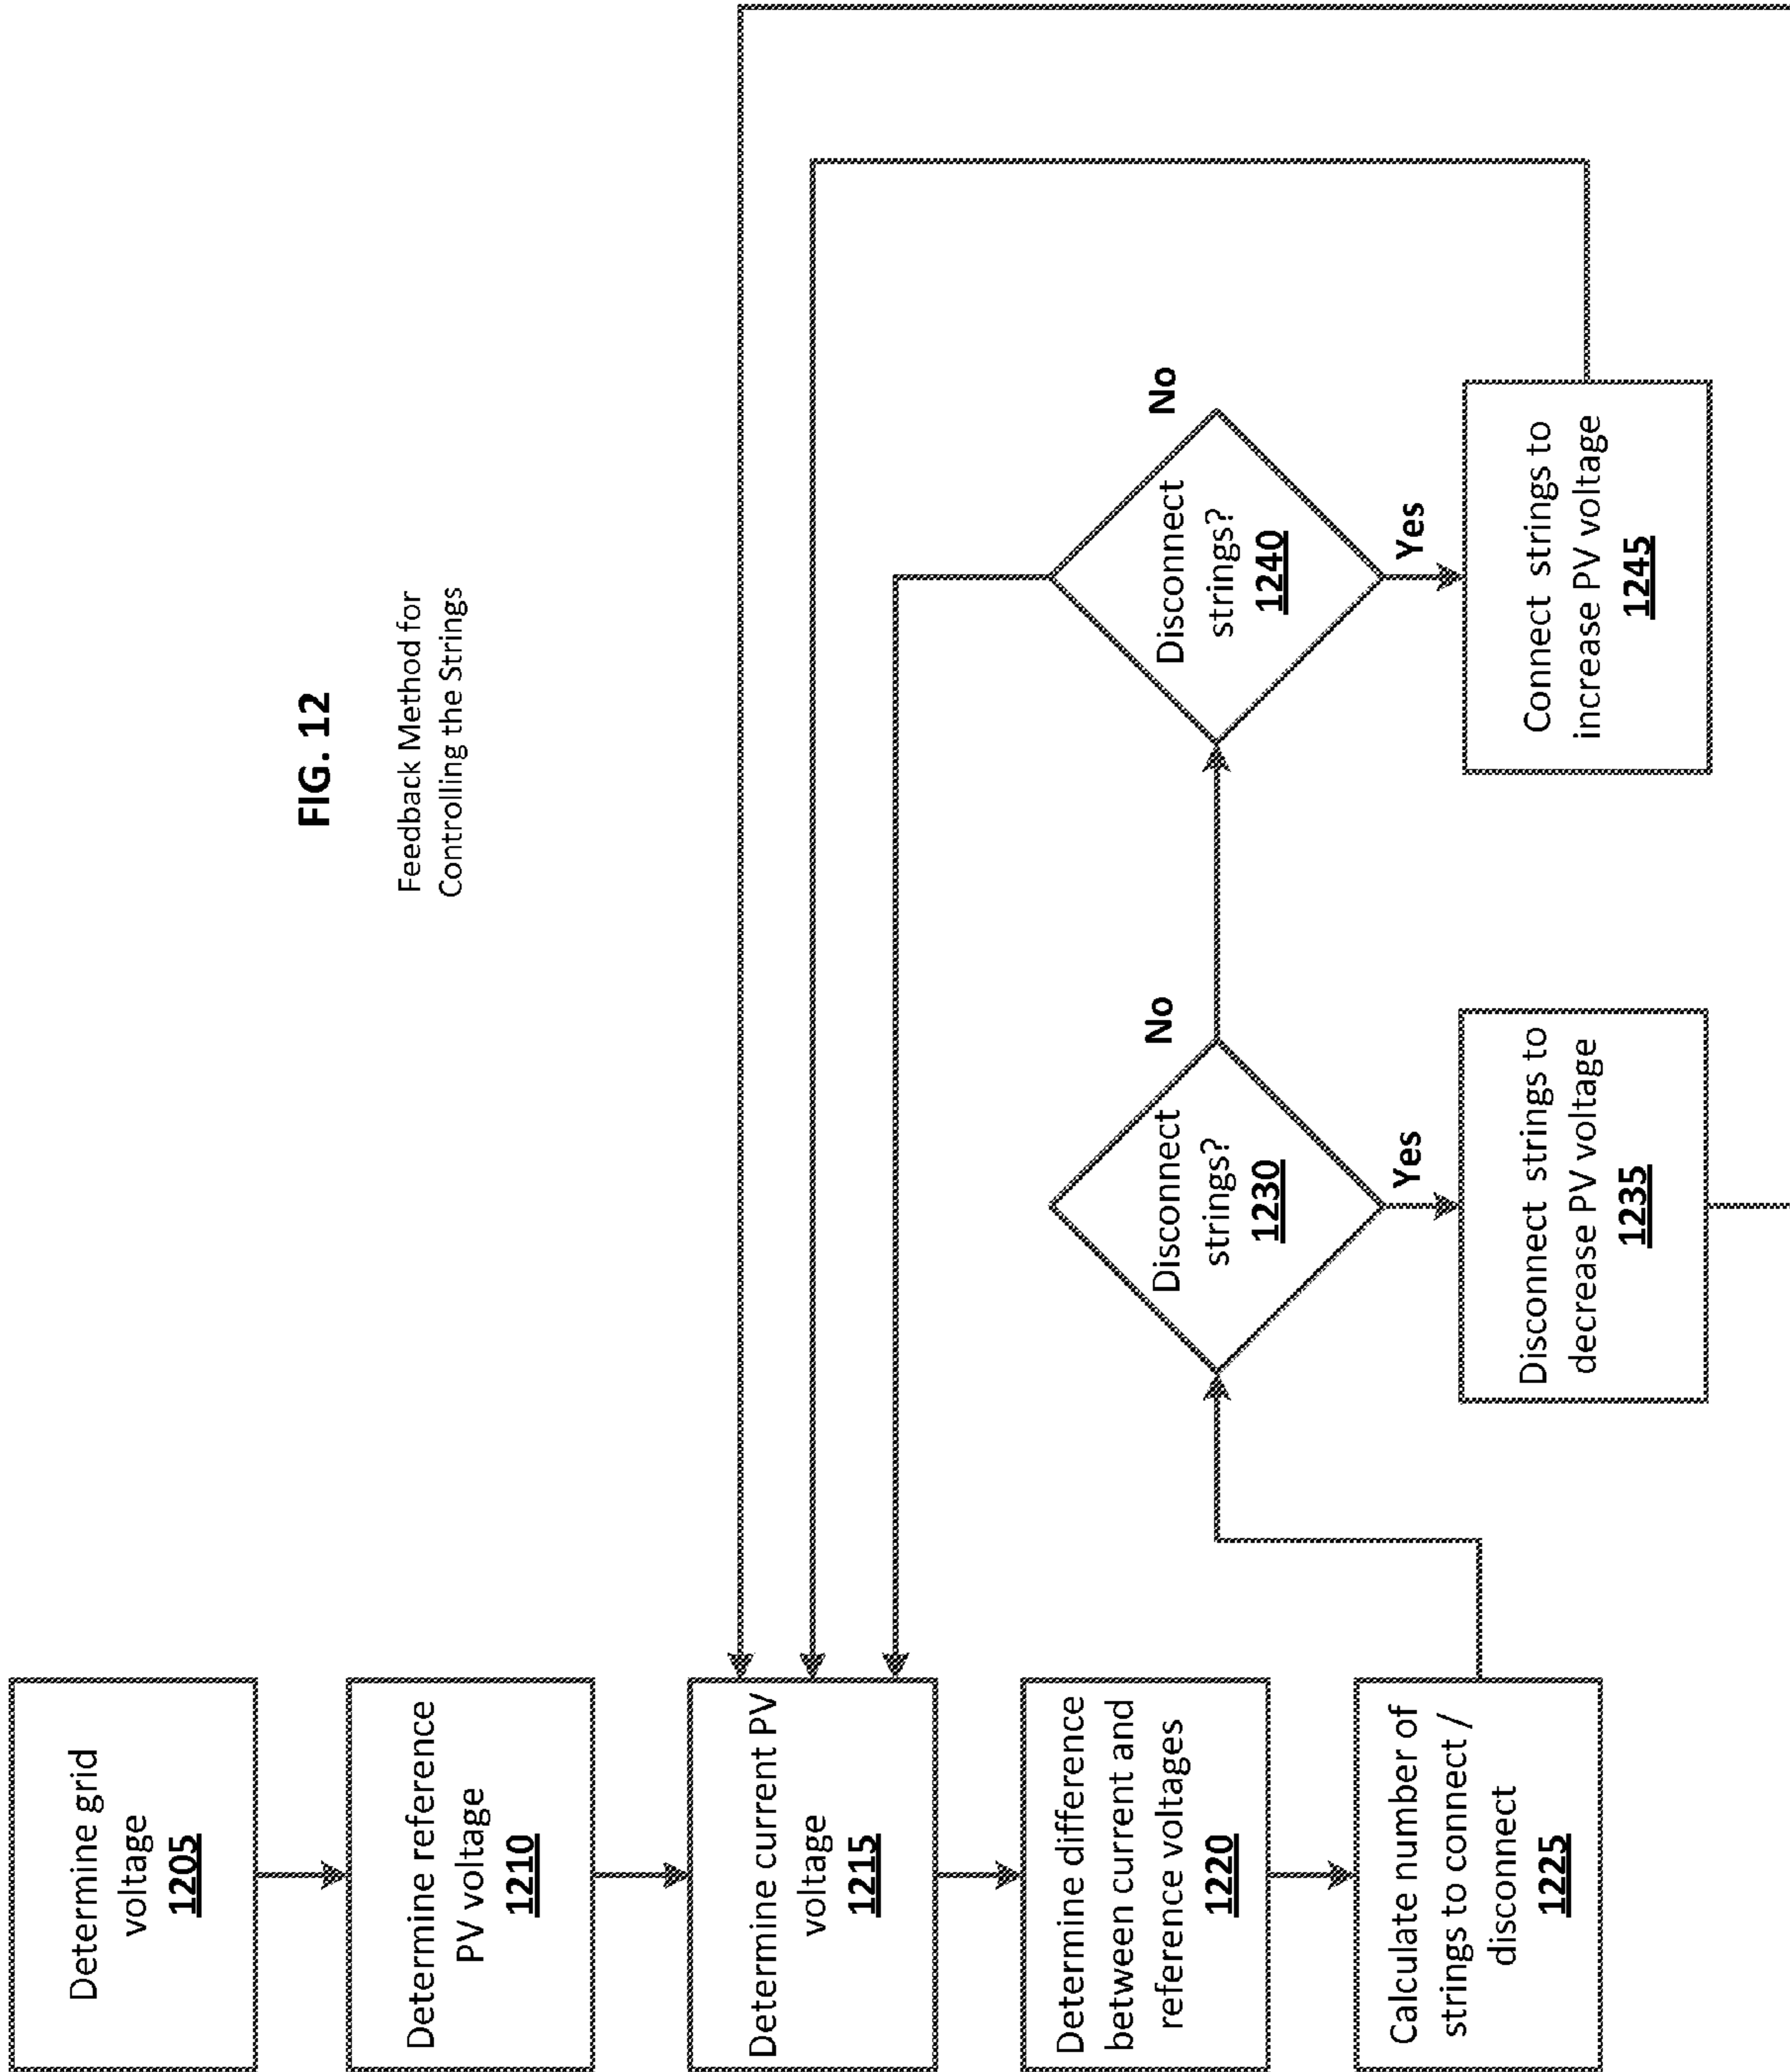 FIG. 12
Feedback Method for
Controlling the Strings
Determine grid
voltage
1205
Determine reference
PV voltage
1210
Determine current PV
voltage
1215
Determine difference
between current and
reference voltages
1220
Calculate number of
strings to connect /
disconnect
1225
Disconnect
strings?
1230
No
Yes
Disconnect strings to
decrease PV voltage
1235
Disconnect
strings?
1240
No
Yes
Connect strings to
increase PV voltage
1245